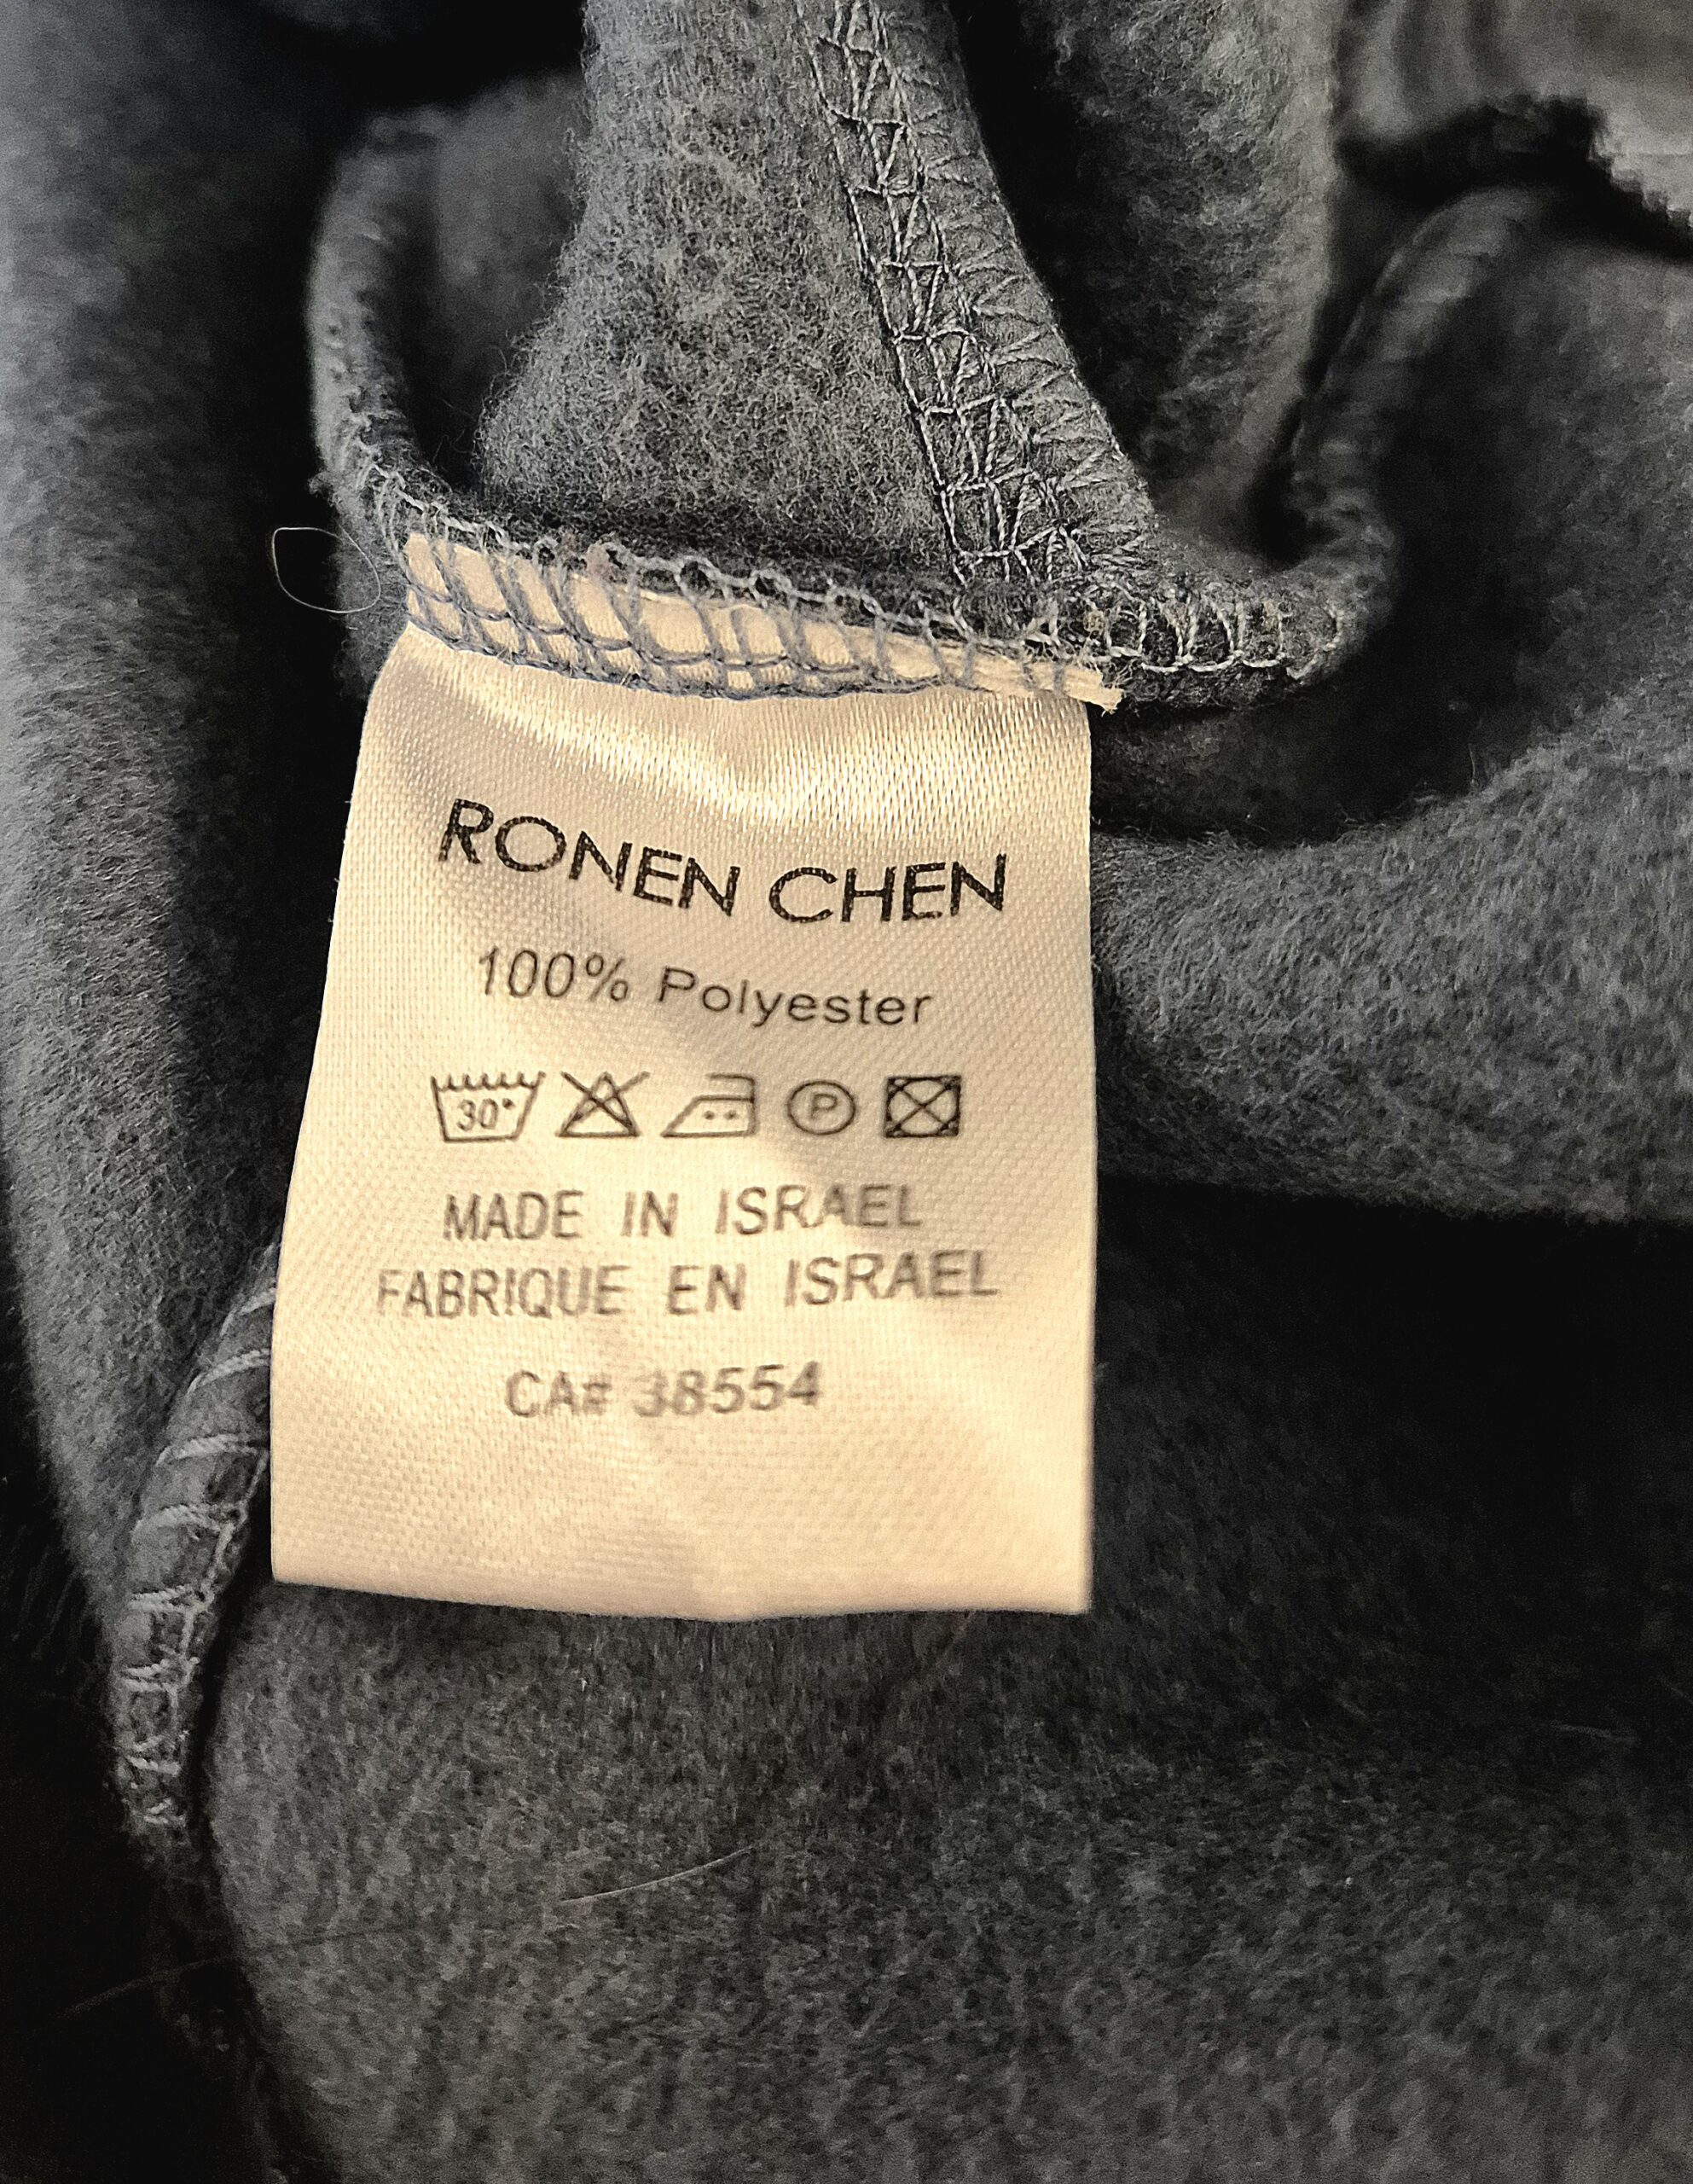 RONEN CHEN
100% Polyester
30° P
MADE IN ISRAEL
FABRIQUE EN ISRAEL
CA# 38554